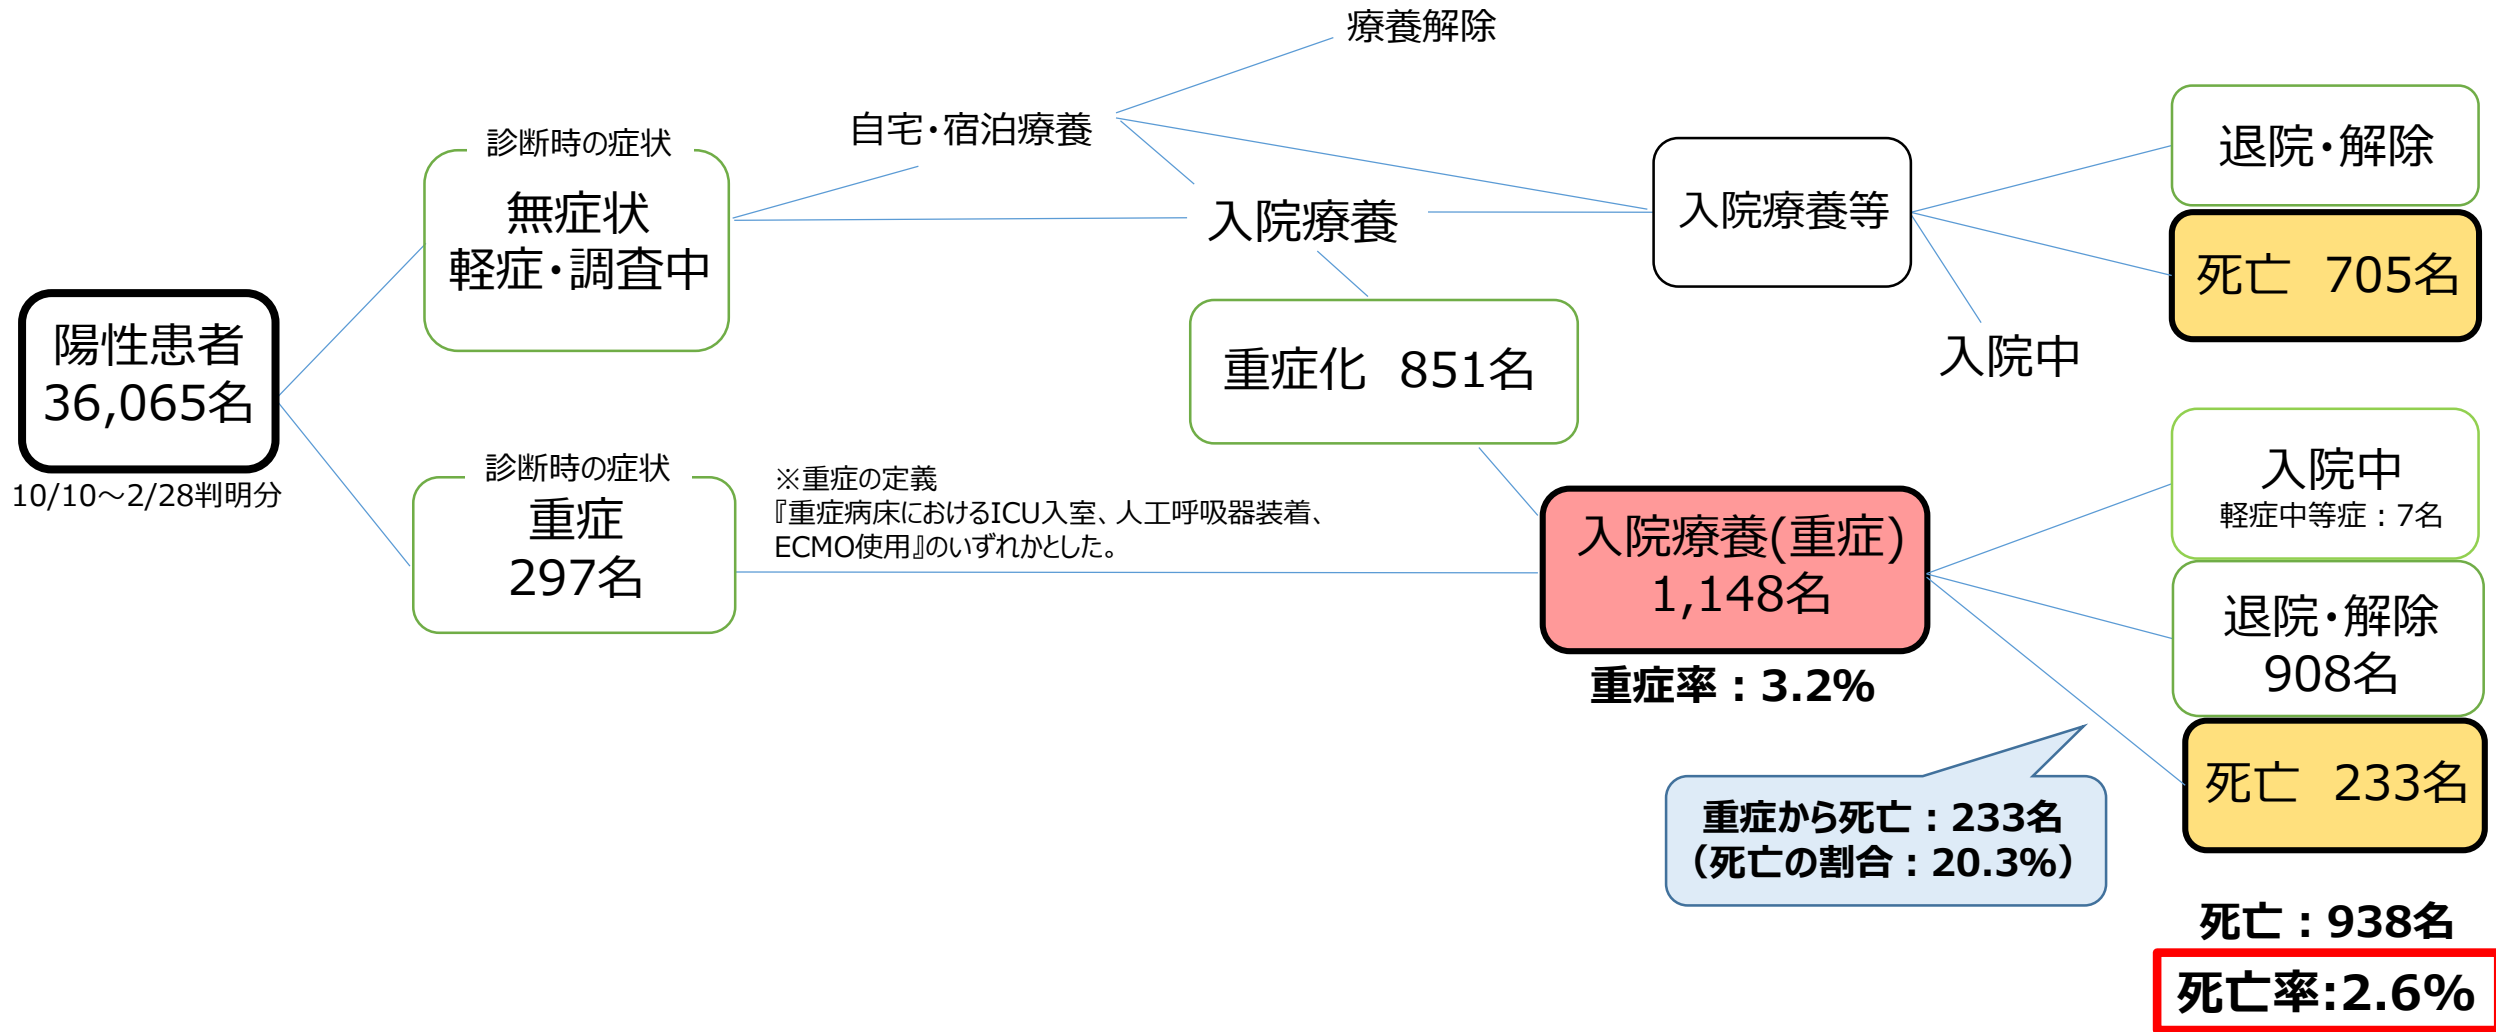 陽性患者
36,065名
10/10～2/28判明分
診断時の症状
無症状
軽症・調査中
診断時の症状
重症
297名
自宅・宿泊療養
療養解除
入院療養
重症化　851名
※重症の定義
『重症病床におけるICU入室、人工呼吸器装着、
ECMO使用』のいずれかとした。
入院療養等
退院・解除
死亡　705名
入院中
入院療養(重症)
1,148名
重症率：3.2%
入院中
軽症中等症：7名
退院・解除
908名
死亡　233名
重症から死亡：233名
（死亡の割合：20.3%）
死亡：938名
死亡率:2.6%